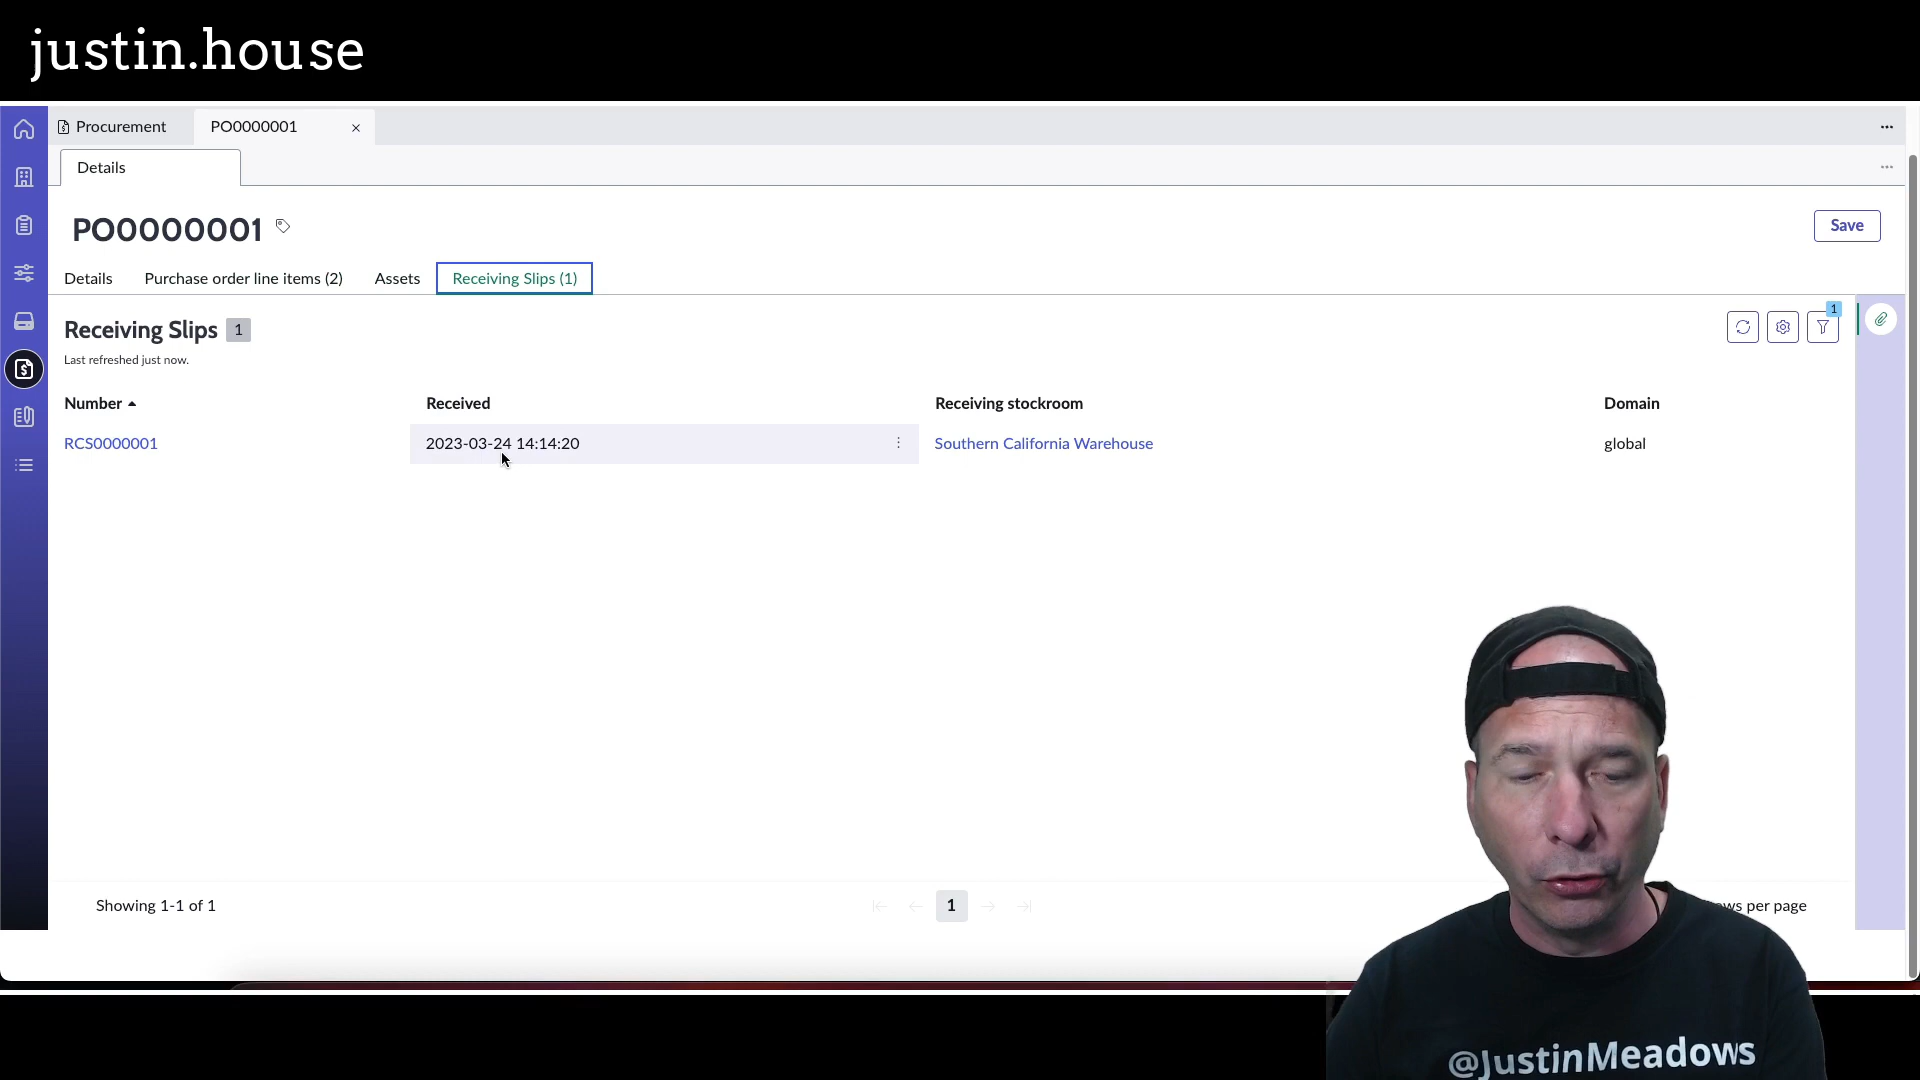 justin.house
Procurement
PO0000001
Details
PO0000001
Save
Details
Purchase order line items (2)
Assets
Receiving Slips (1)
Receiving Slips 1
1
Last refreshed just now.
Number
Received
Receiving stockroom
Domain
RCS0000001
2023-03-24 14:14:20
Southern California Warehouse
global
Showing 1-1 of 1
1
per page
@JustinMeadows